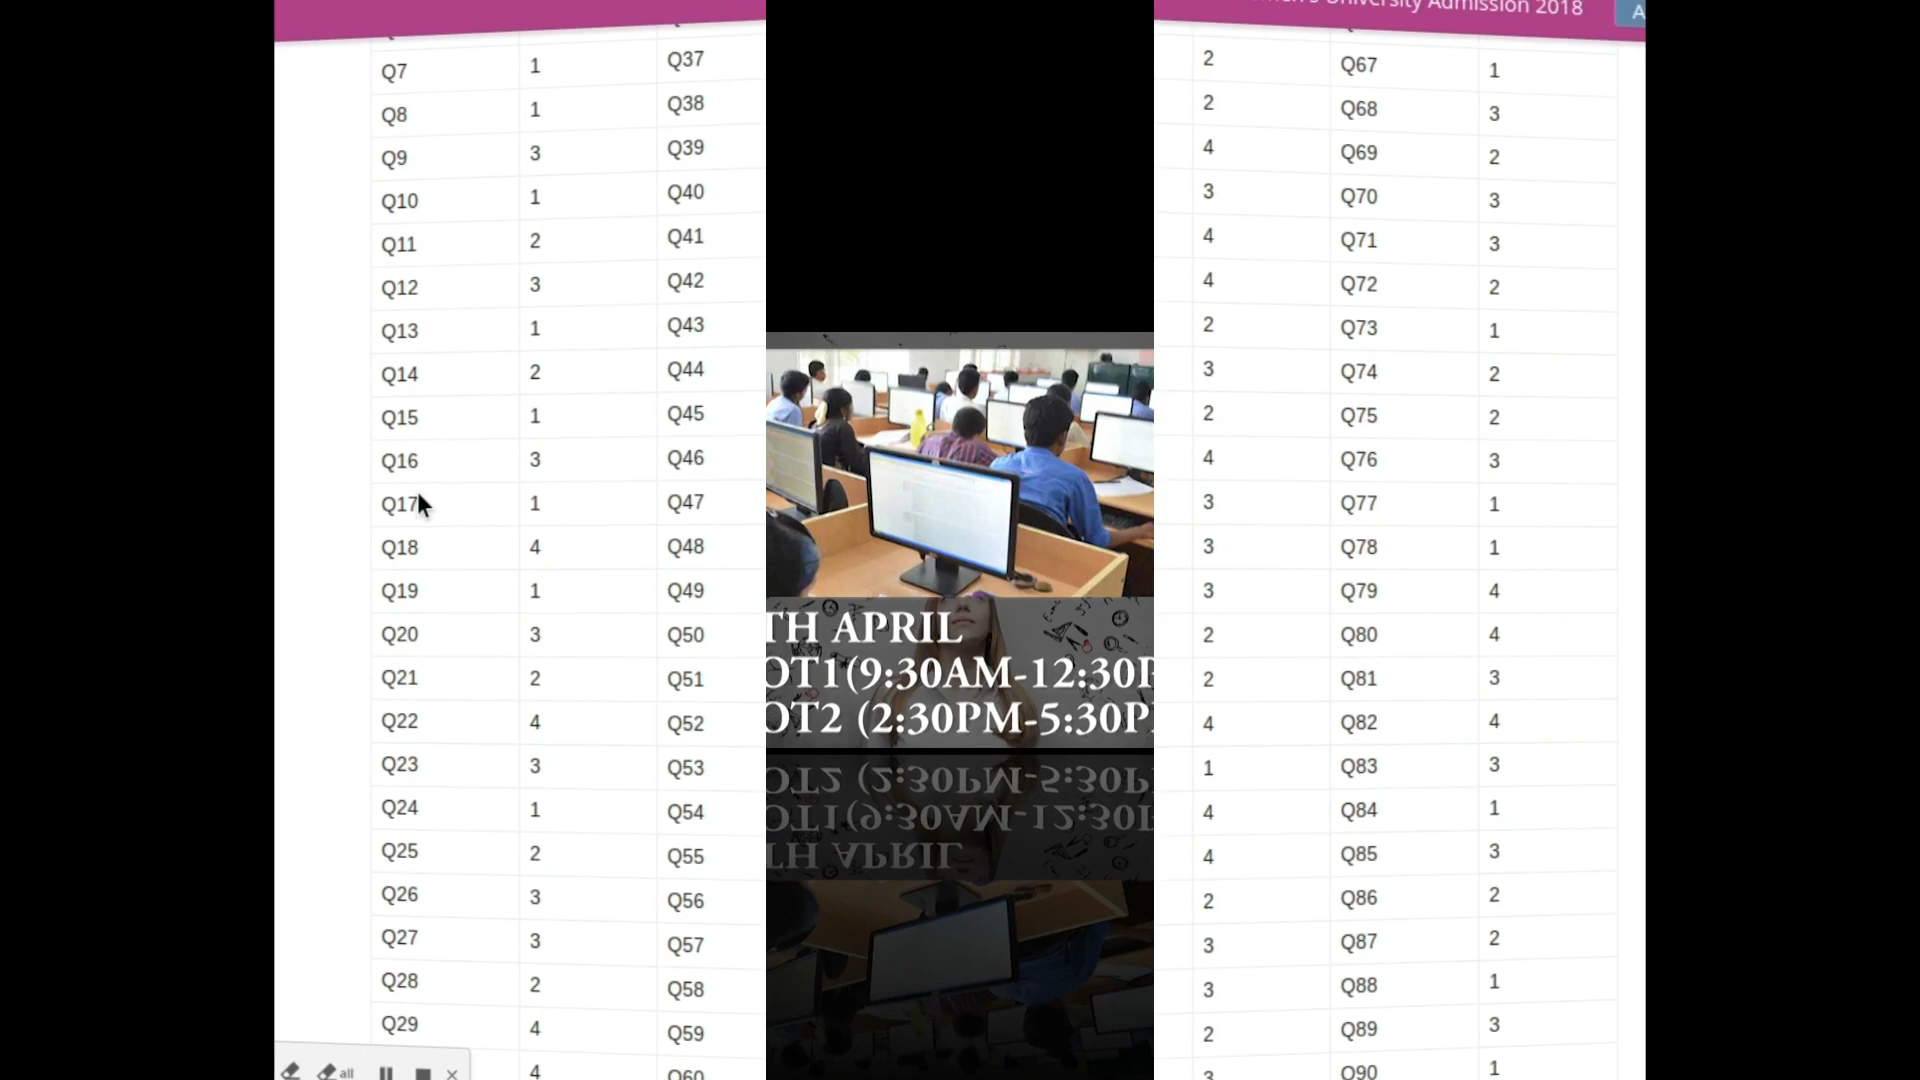 University Admission 2018
Q7 1 Q37 2 Q67 1
Q8 1 Q38 2 Q68 3
Q9 3 Q39 4 Q69 2
Q10 1 Q40 3 Q70 3
Q11 2 Q41 4 Q71 3
Q12 3 Q42 4 Q72 2
Q13 1 Q43 2 Q73 1
Q14 2 Q44 3 Q74 2
Q15 1 Q45 2 Q75 2
Q16 3 Q46 4 Q76 3
Q17 1 Q47 3 Q77 1
Q18 4 Q48 3 Q78 1
Q19 1 Q49 3 Q79 4
Q20 3 Q50 2 Q80 4
Q21 2 Q51 2 Q81 3
Q22 4 Q52 4 Q82 4
Q23 3 Q53 1 Q83 3
Q24 1 Q54 4 Q84 1
Q25 2 Q55 4 Q85 3
Q26 3 Q56 2 Q86 2
Q27 3 Q57 3 Q87 2
Q28 2 Q58 3 Q88 1
Q29 4 Q59 2 Q89 3
4 Q60 3 Q90 1
TH APRIL
OT1(9:30AM-12:30P
OT2 (2:30PM-5:30P
all